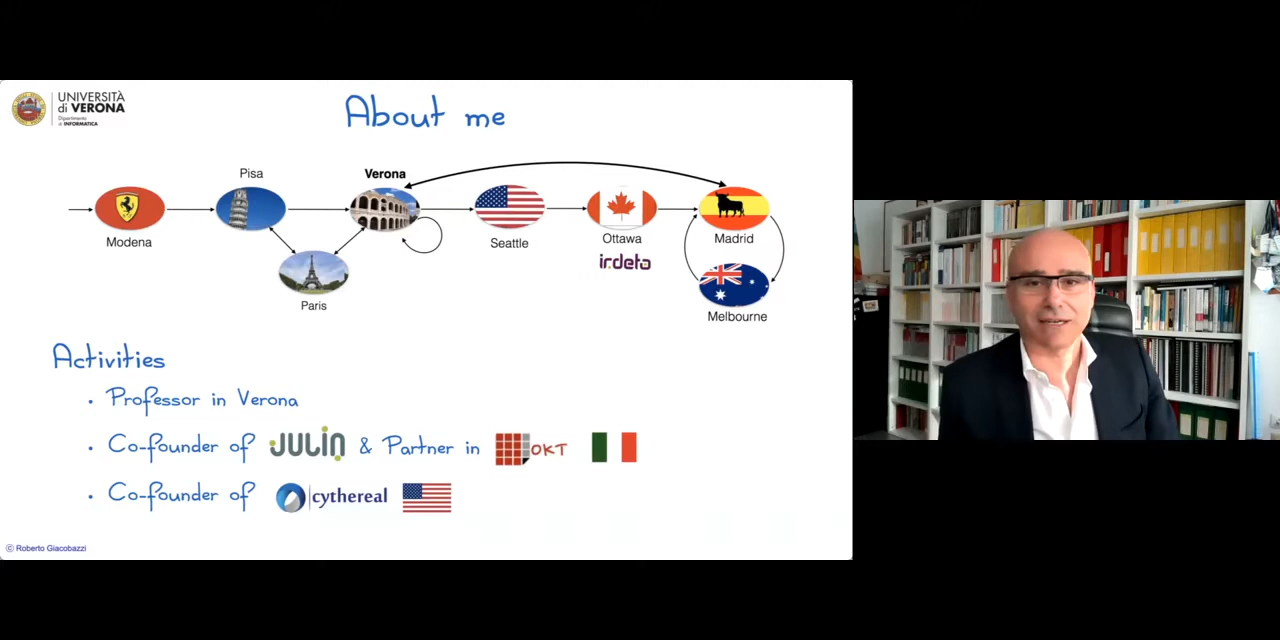 UNIVERSITÀ
di VERONA
Dipartimento
di INFORMATICA
About me
Pisa
Verona
Modena
Seattle
Ottawa
Madrid
irdeto
Paris
Melbourne
Activities
• Professor in Verona
• Co-founder of JULIA & Partner in OKT
• Co-founder of cythereal
© Roberto Giacobazzi